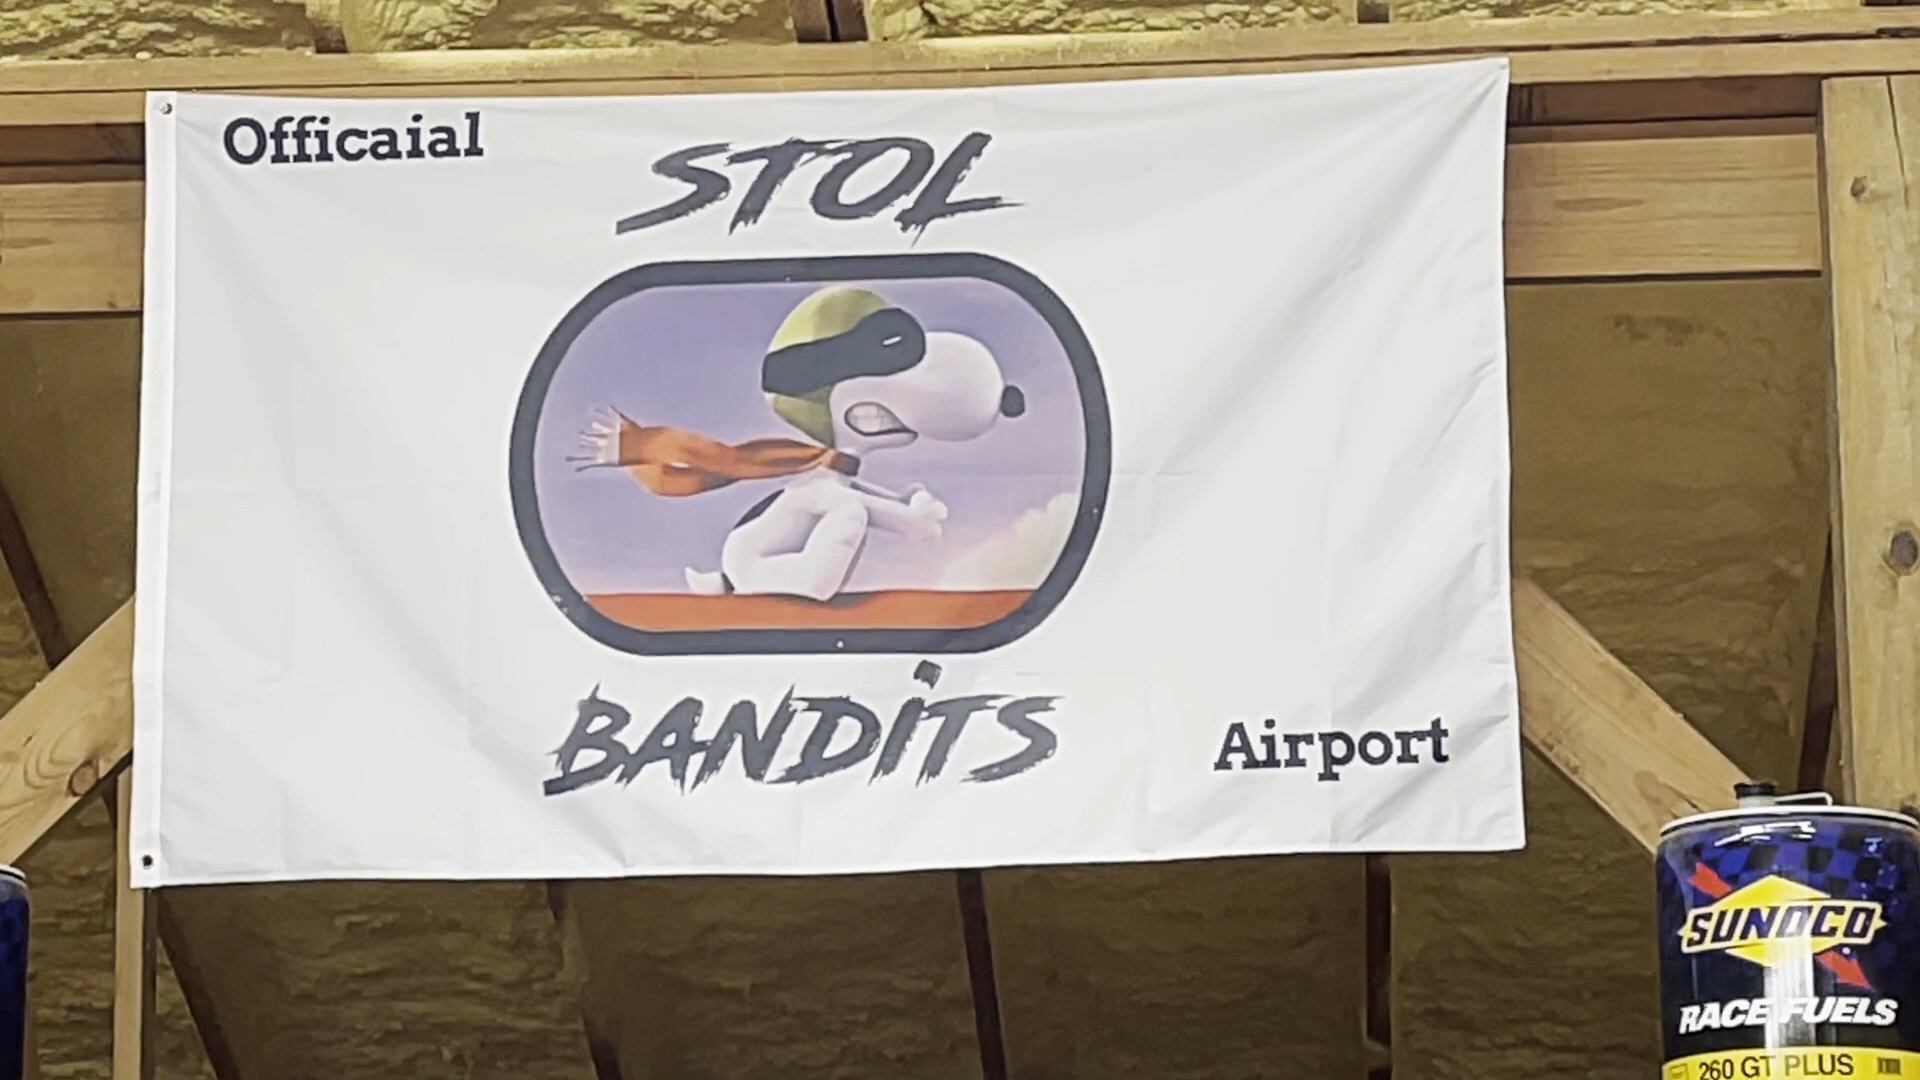 Officaial
STOL
BANDiTS
Airport
SUNOCO
RACE FUELS
260 GT PLUS